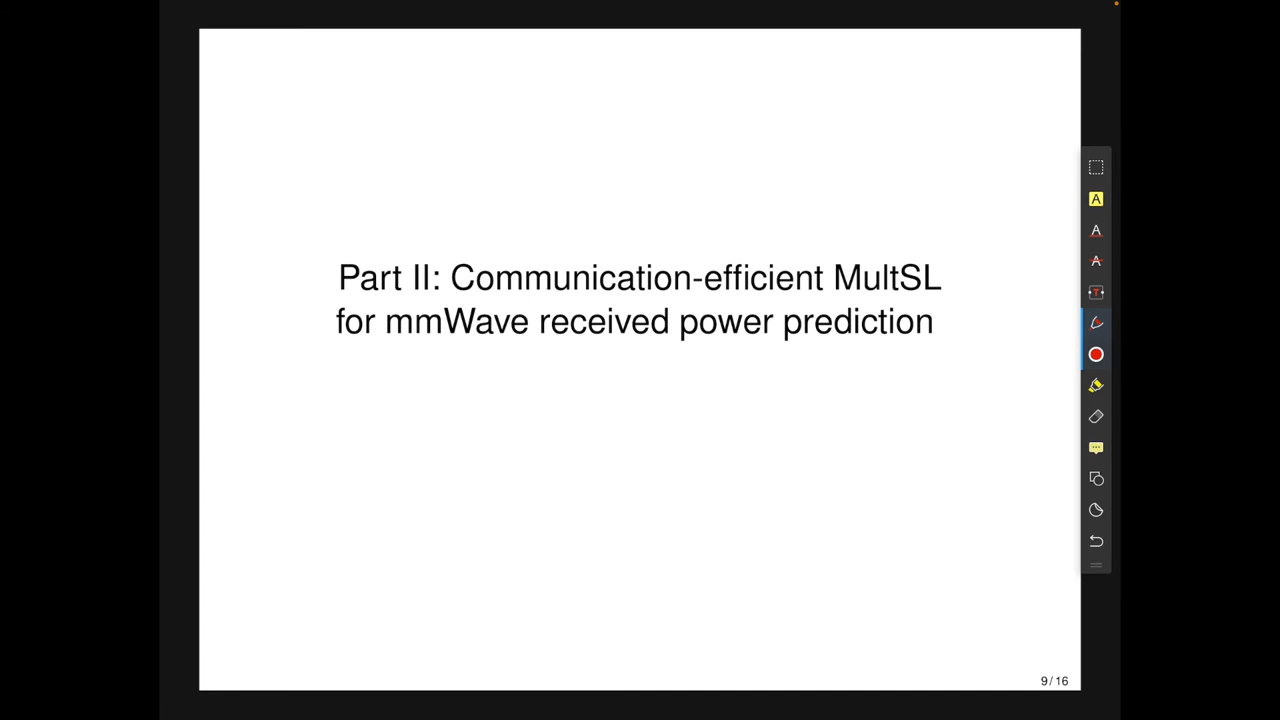 Part II: Communication-efficient MultSL
for mmWave received power prediction
A
A
A
T
9 / 16